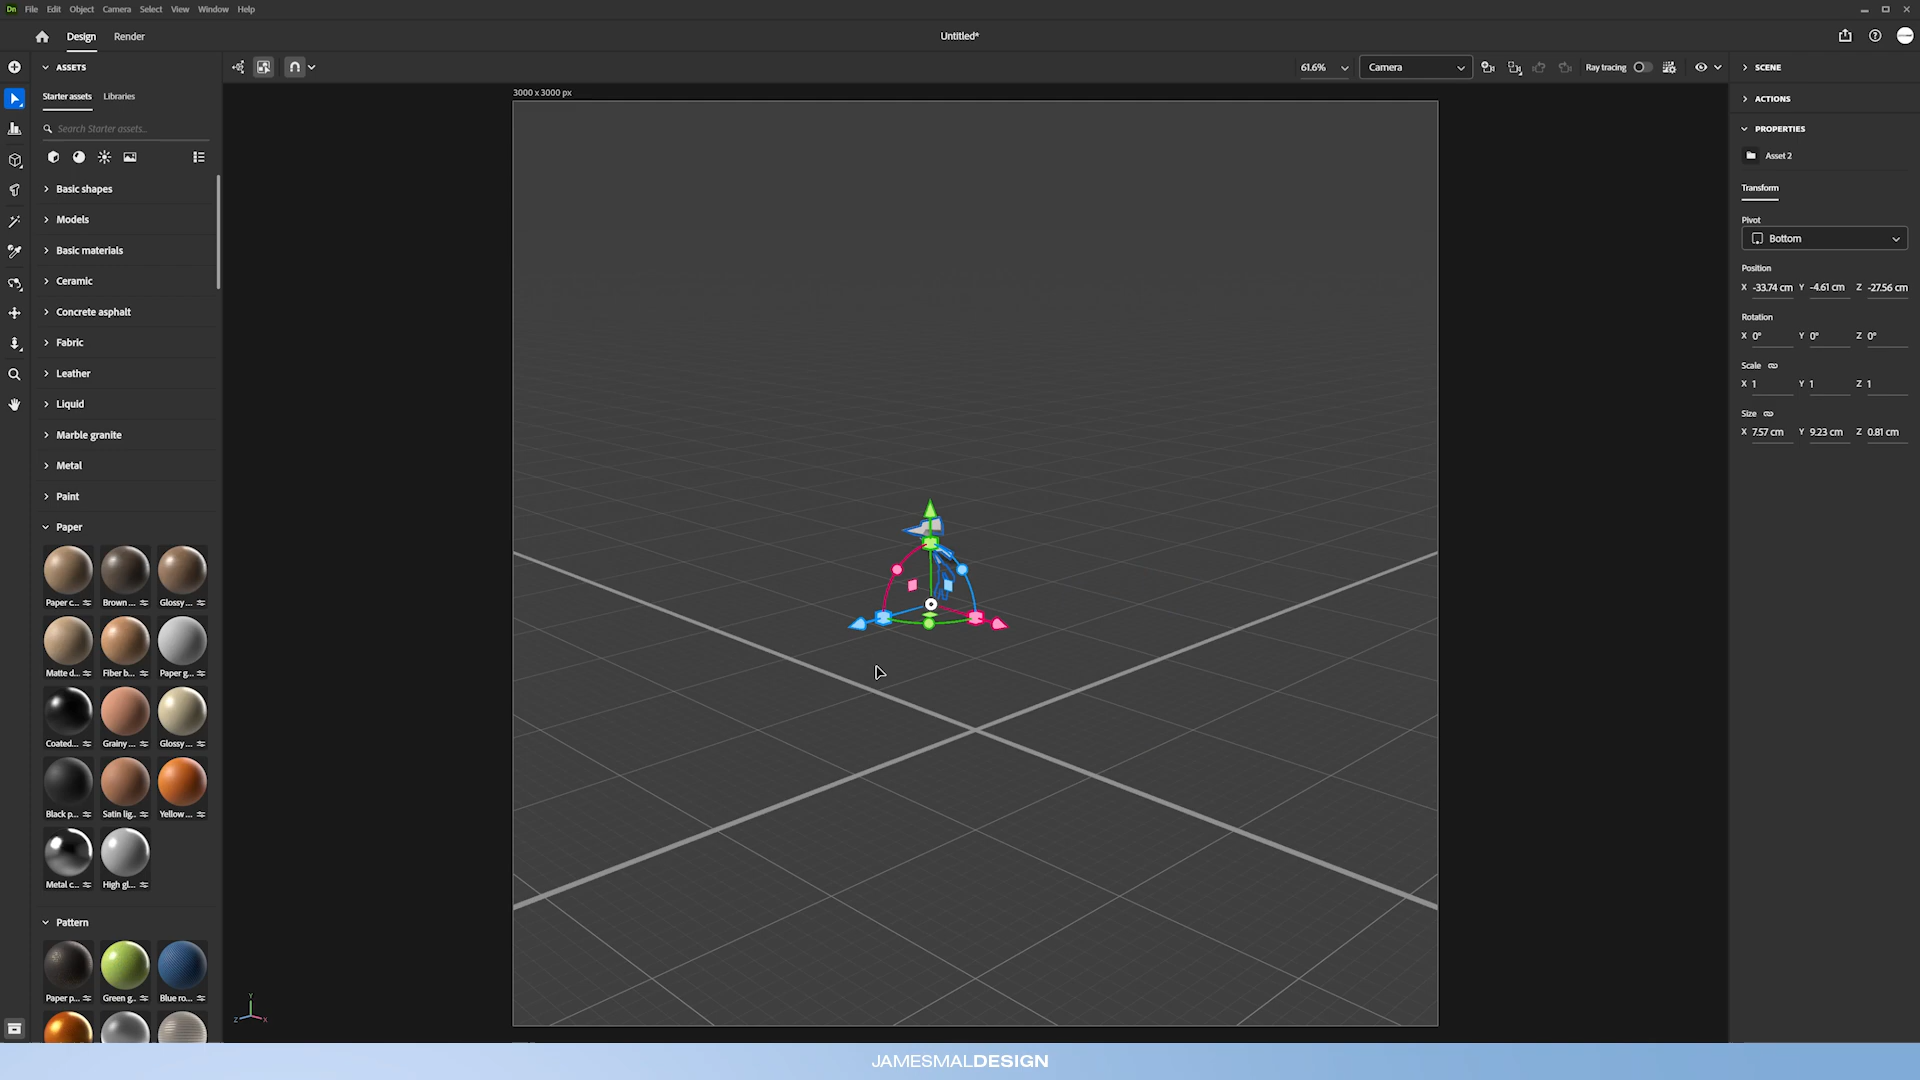 Dn File Edit Object Camera Select View Window Help
Design Render Untitled*
ASSETS 61.6% Camera Ray tracing SCENE
Starter assets Libraries 3000 x 3000 px ACTIONS
Search Starter assets... PROPERTIES
Asset 2
Basic shapes Transform
Models Pivot
Bottom
Basic materials Position
Ceramic X -33.74 cm Y -4.61 cm Z -27.56 cm
Concrete asphalt Rotation
Fabric X 0° Y 0° Z 0°
Leather Scale
X 1 Y 1 Z 1
Liquid Size
Marble granite X 7.57 cm Y 9.23 cm Z 0.81 cm
Metal
Paint
Paper
Paper c... Brown ... Glossy ...
Matte d... Fiber b... Paper g...
Coated... Grainy ... Glossy ...
Black p... Satin lig.. Yellow ...
Metal c... High gl...
Pattern
Paper p... Green g.. Blue ro...
Y
Z X
JAMESMALDESIGN